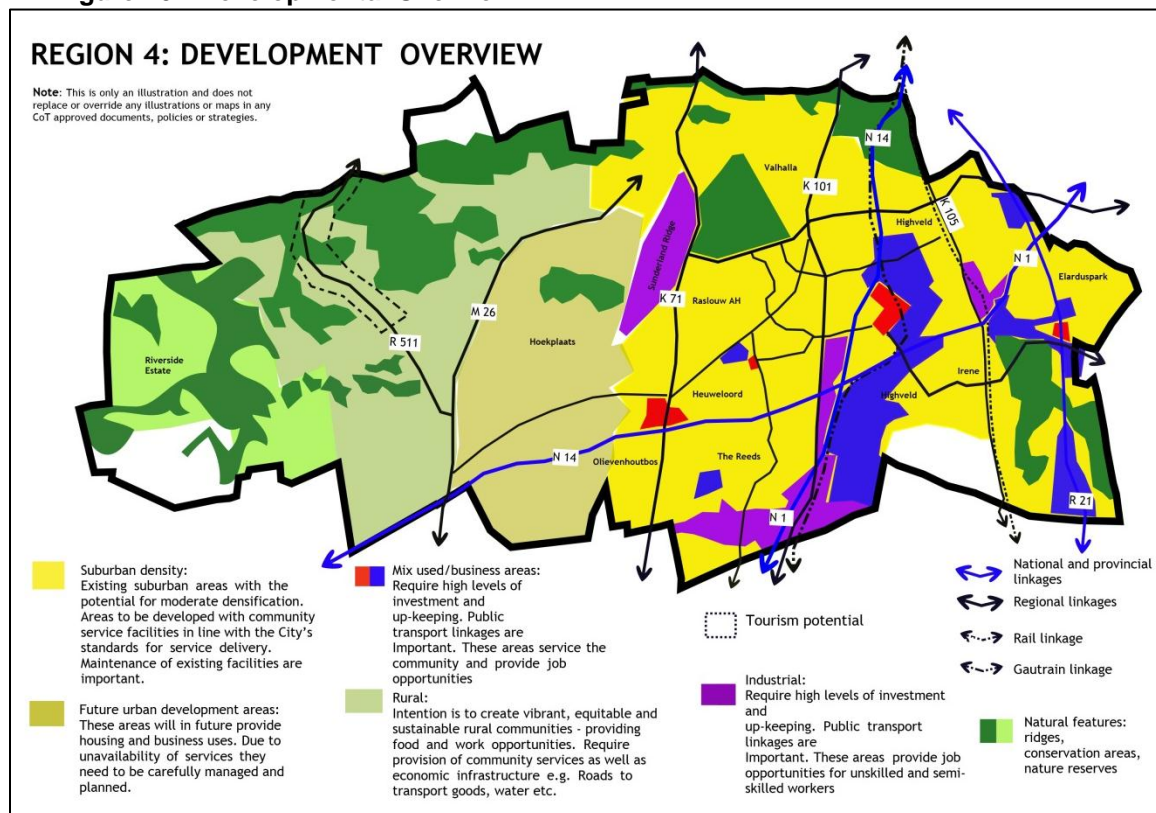 REGION 4: DEVELOPMENT OVERVIEW
Note: This is only an illustration and does not
replace or override any illustrations or maps in any
CoT approved documents, policies or strategies.
N 14
Valhalla
K 101
K 105
Highveld
N 1
Elarduspark
Sunderland Ridge
K 71
Raslouw AH
M 26
R 511
Hoekplaats
Riverside
Estate
Irene
Heuweloord
Highveld
N 14
Olievenhoutbos
The Reeds
N 1
R 21
Suburban density:
Existing suburban areas with the
potential for moderate densification.
Areas to be developed with community
service facilities in line with the City's
standards for service delivery.
Maintenance of existing facilities are
important.
Future urban development areas:
These areas will in future provide
housing and business uses. Due to
unavailability of services they
need to be carefully managed and
planned.
Mix used/business areas:
Require high levels of
investment and
up-keeping. Public
transport linkages are
Important. These areas service the
community and provide job
opportunities
Rural:
Intention is to create vibrant, equitable and
sustainable rural communities - providing
food and work opportunities. Require
provision of community services as well as
economic infrastructure e.g. Roads to
transport goods, water etc.
Tourism potential
Industrial:
Require high levels of investment
and
up-keeping. Public transport
linkages are
Important. These areas provide job
opportunities for unskilled and semi-
skilled workers
National and provincial
linkages
Regional linkages
Rail linkage
Gautrain linkage
Natural features:
ridges,
conservation areas,
nature reserves